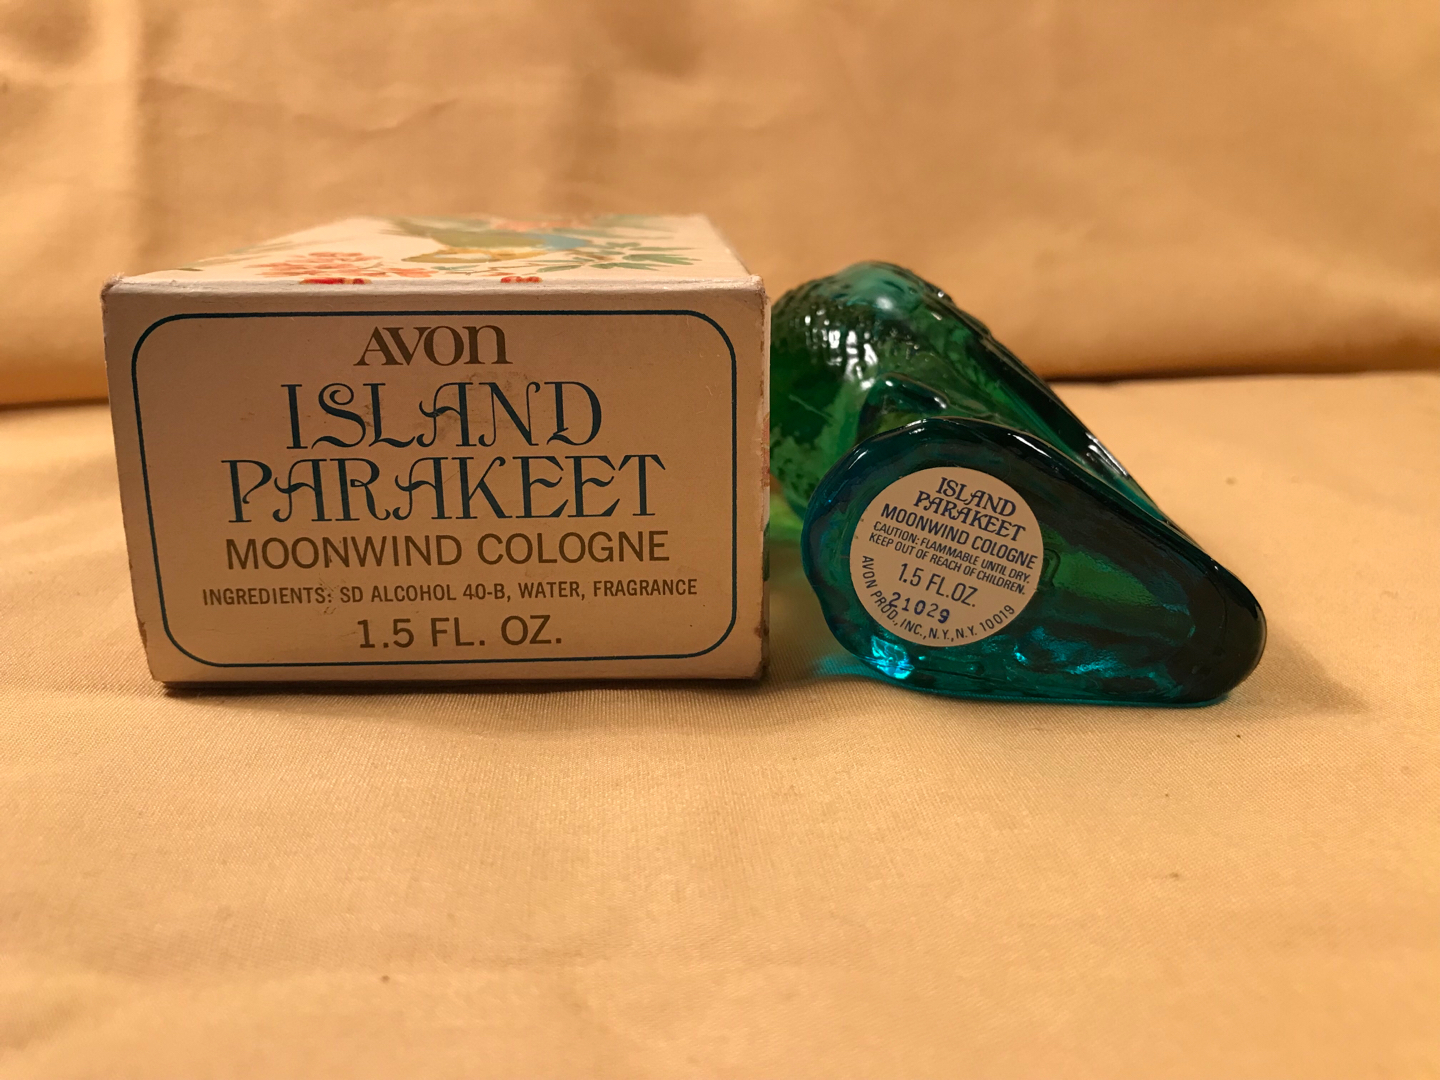 AVON
ISLAND
PARAKEET
MOONWIND COLOGNE
INGREDIENTS: SD ALCOHOL 40-B, WATER, FRAGRANCE
1.5 FL. OZ.
ISLAND
PARAKEET
MOONWIND COLOGNE
CAUTION: FLAMMABLE UNTIL DRY.
KEEP OUT OF REACH OF CHILDREN.
1.5 FL.OZ.
21029
AVON PROD., INC., N.Y., N.Y. 10019